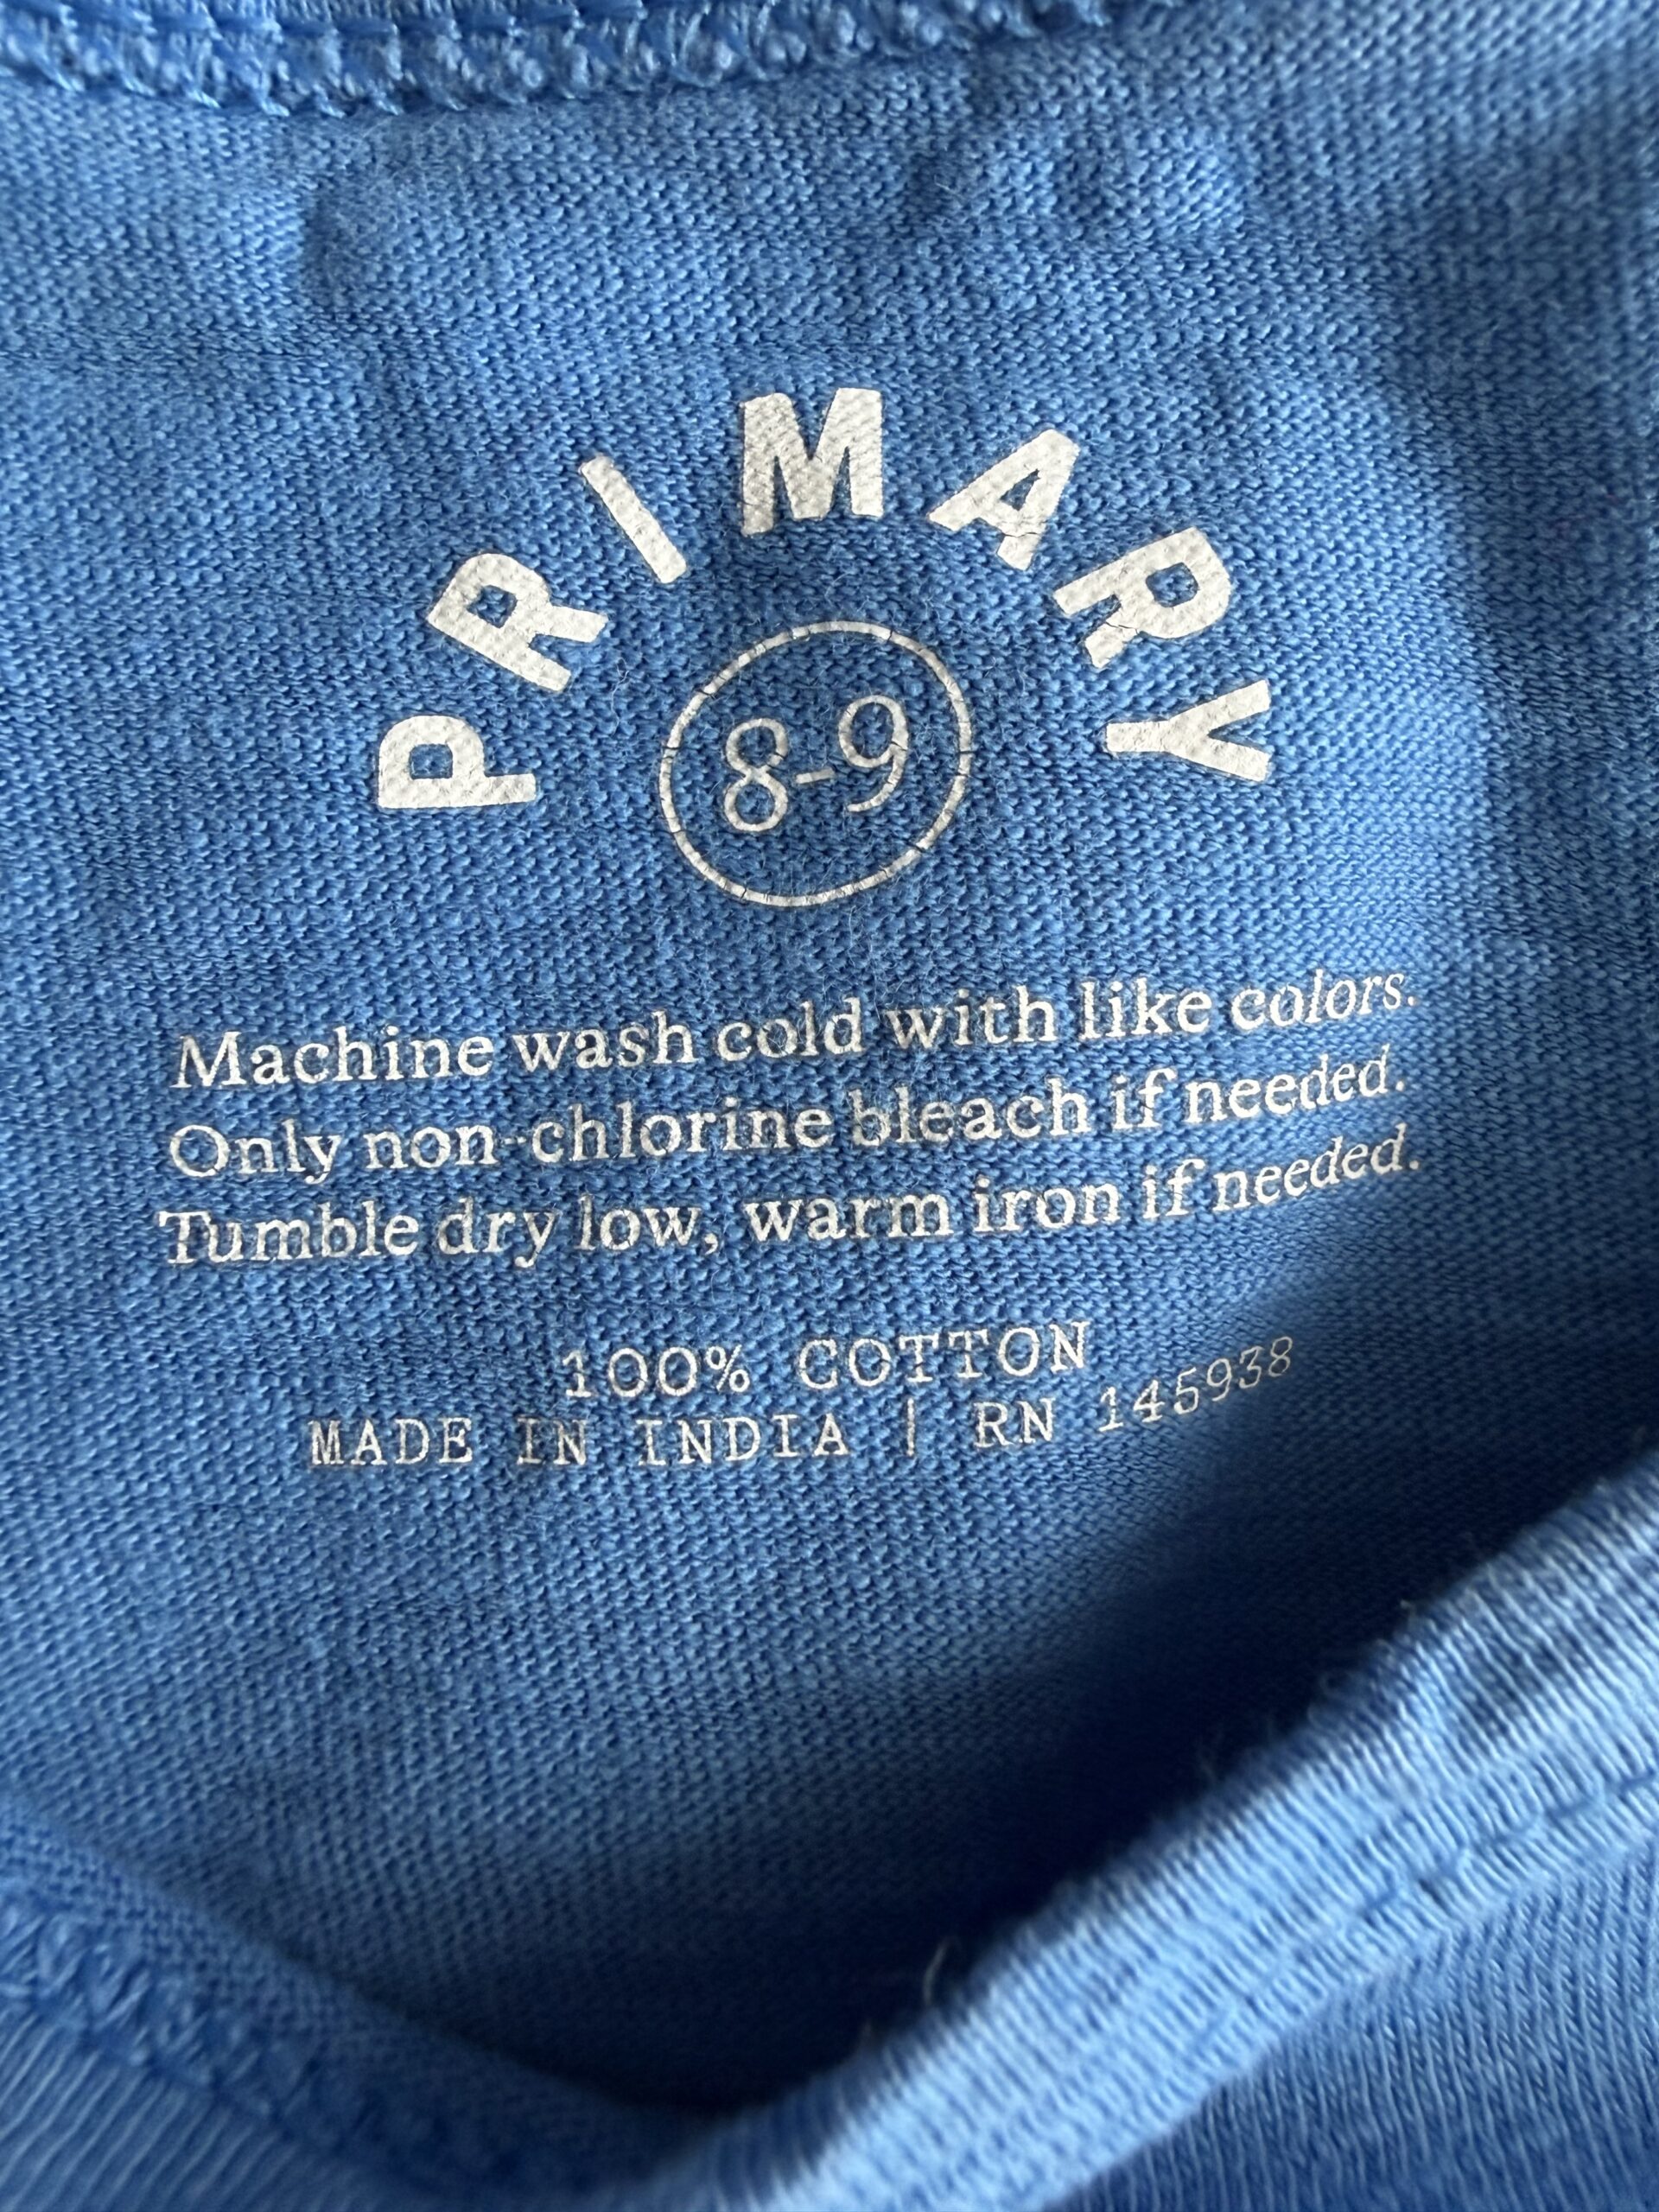 PRIMARY
8-9
Machine wash cold with like colors.
Only non-chlorine bleach if needed.
Tumble dry low, warm iron if needed.
100% COTTON
MADE IN INDIA | RN 145938